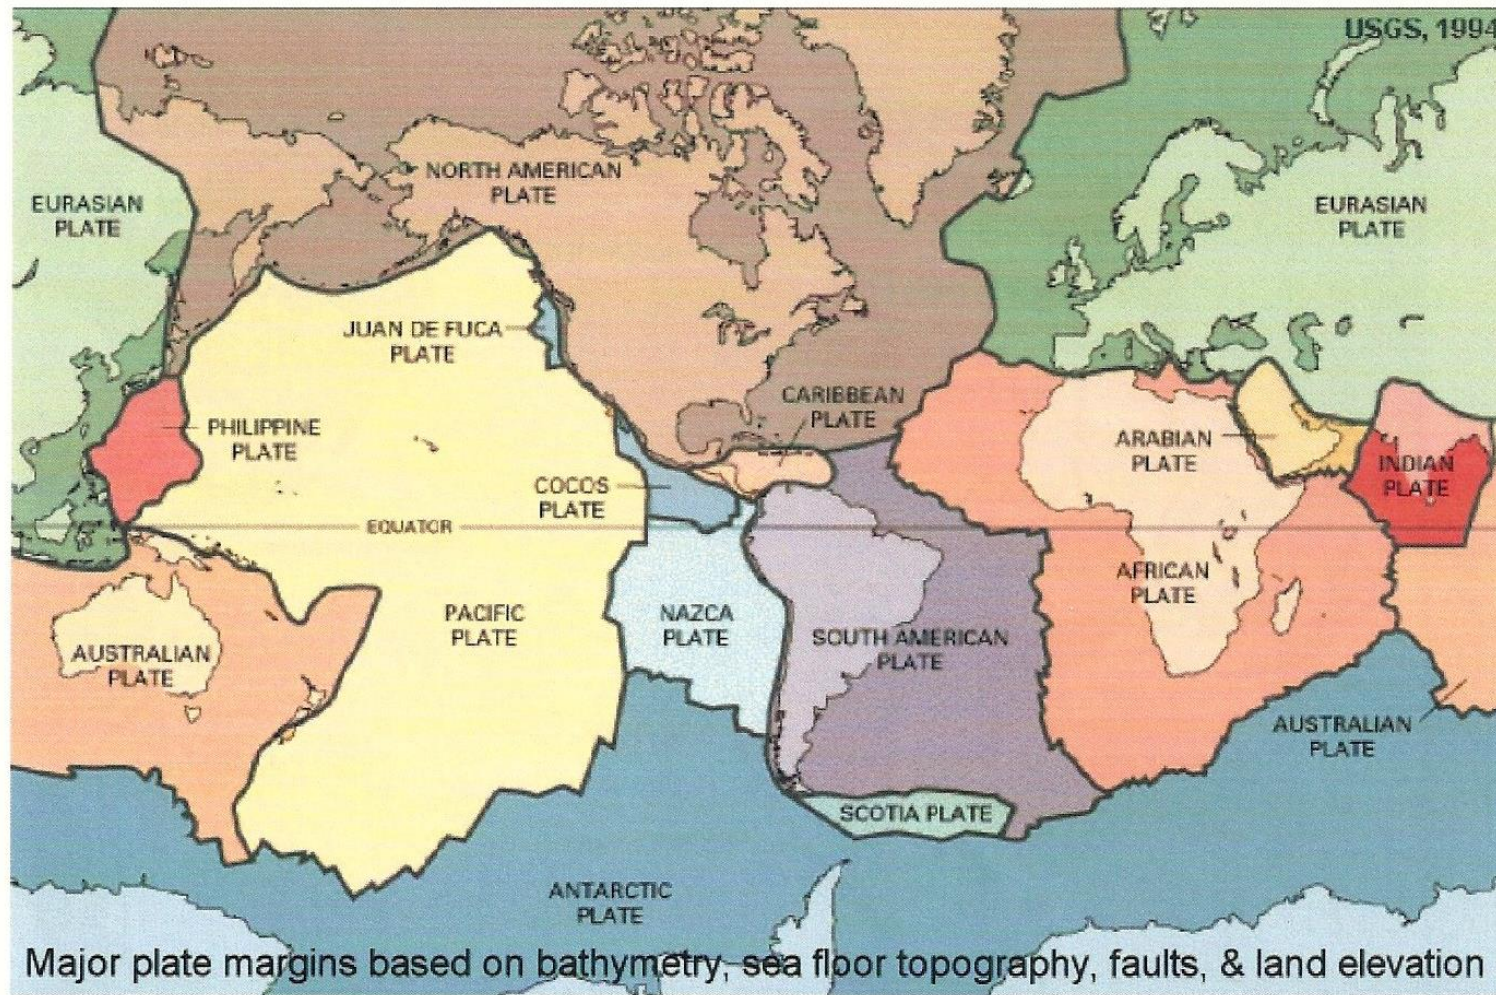 USGS, 1994
NORTH AMERICAN
PLATE
EURASIAN
PLATE
EURASIAN
PLATE
JUAN DE FUCA
PLATE
CARIBBEAN
PLATE
PHILIPPINE
PLATE
ARABIAN
PLATE
INDIAN
PLATE
COCOS
PLATE
EQUATOR
AFRICAN
PLATE
PACIFIC
PLATE
NAZCA
PLATE
SOUTH AMERICAN
PLATE
AUSTRALIAN
PLATE
AUSTRALIAN
PLATE
SCOTIA PLATE
ANTARCTIC
PLATE
Major plate margins based on bathymetry, sea floor topography, faults, & land elevation